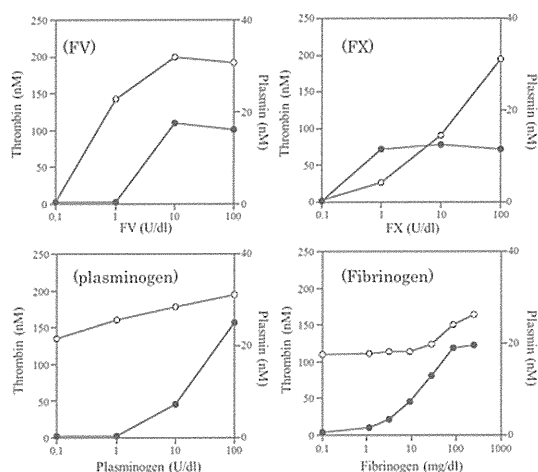 (FV)
Thrombin (nM)
250
200
150
100
50
0
40
20
0
Plasmin (nM)
0.1 1 10 100
FV (U/dl)
(FX)
Thrombin (nM)
250
200
150
100
50
0
40
20
0
Plasmin (nM)
0.1 1 10 100
FX (U/dl)
(plasminogen)
Thrombin (nM)
250
200
150
100
50
0
40
20
0
Plasmin (nM)
0.1 1 10 100
Plasminogen (U/dl)
(Fibrinogen)
Thrombin (nM)
250
200
150
100
50
0
40
20
0
Plasmin (nM)
0.1 1 10 100 1000
Fibrinogen (mg/dl)